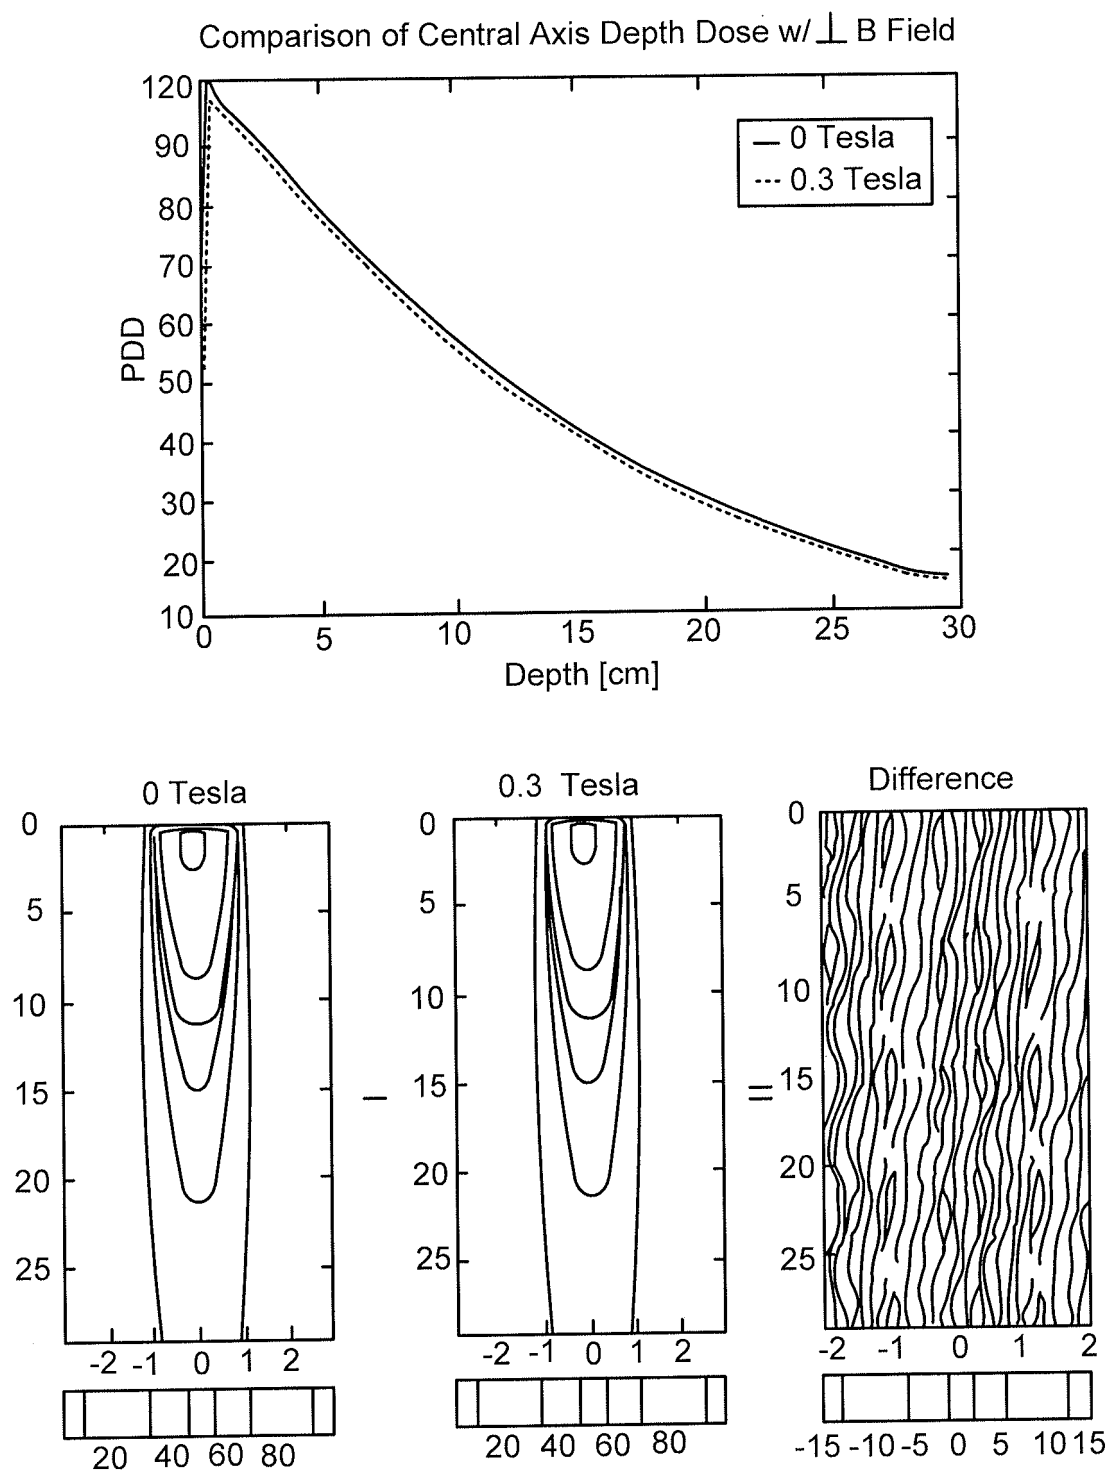 Comparison of Central Axis Depth Dose w/ ⊥ B Field
120
90
80
70
60
50
40
30
20
10
PDD
0 Tesla
0.3 Tesla
0 5 10 15 20 25 30
Depth [cm]
0 Tesla
0
5
10
15
20
25
-2 -1 0 1 2
20 40 60 80
–
0.3 Tesla
0
5
10
15
20
25
-2 -1 0 1 2
20 40 60 80
=
Difference
0
5
10
15
20
25
-2 -1 0 1 2
-15 -10 -5 0 5 10 15